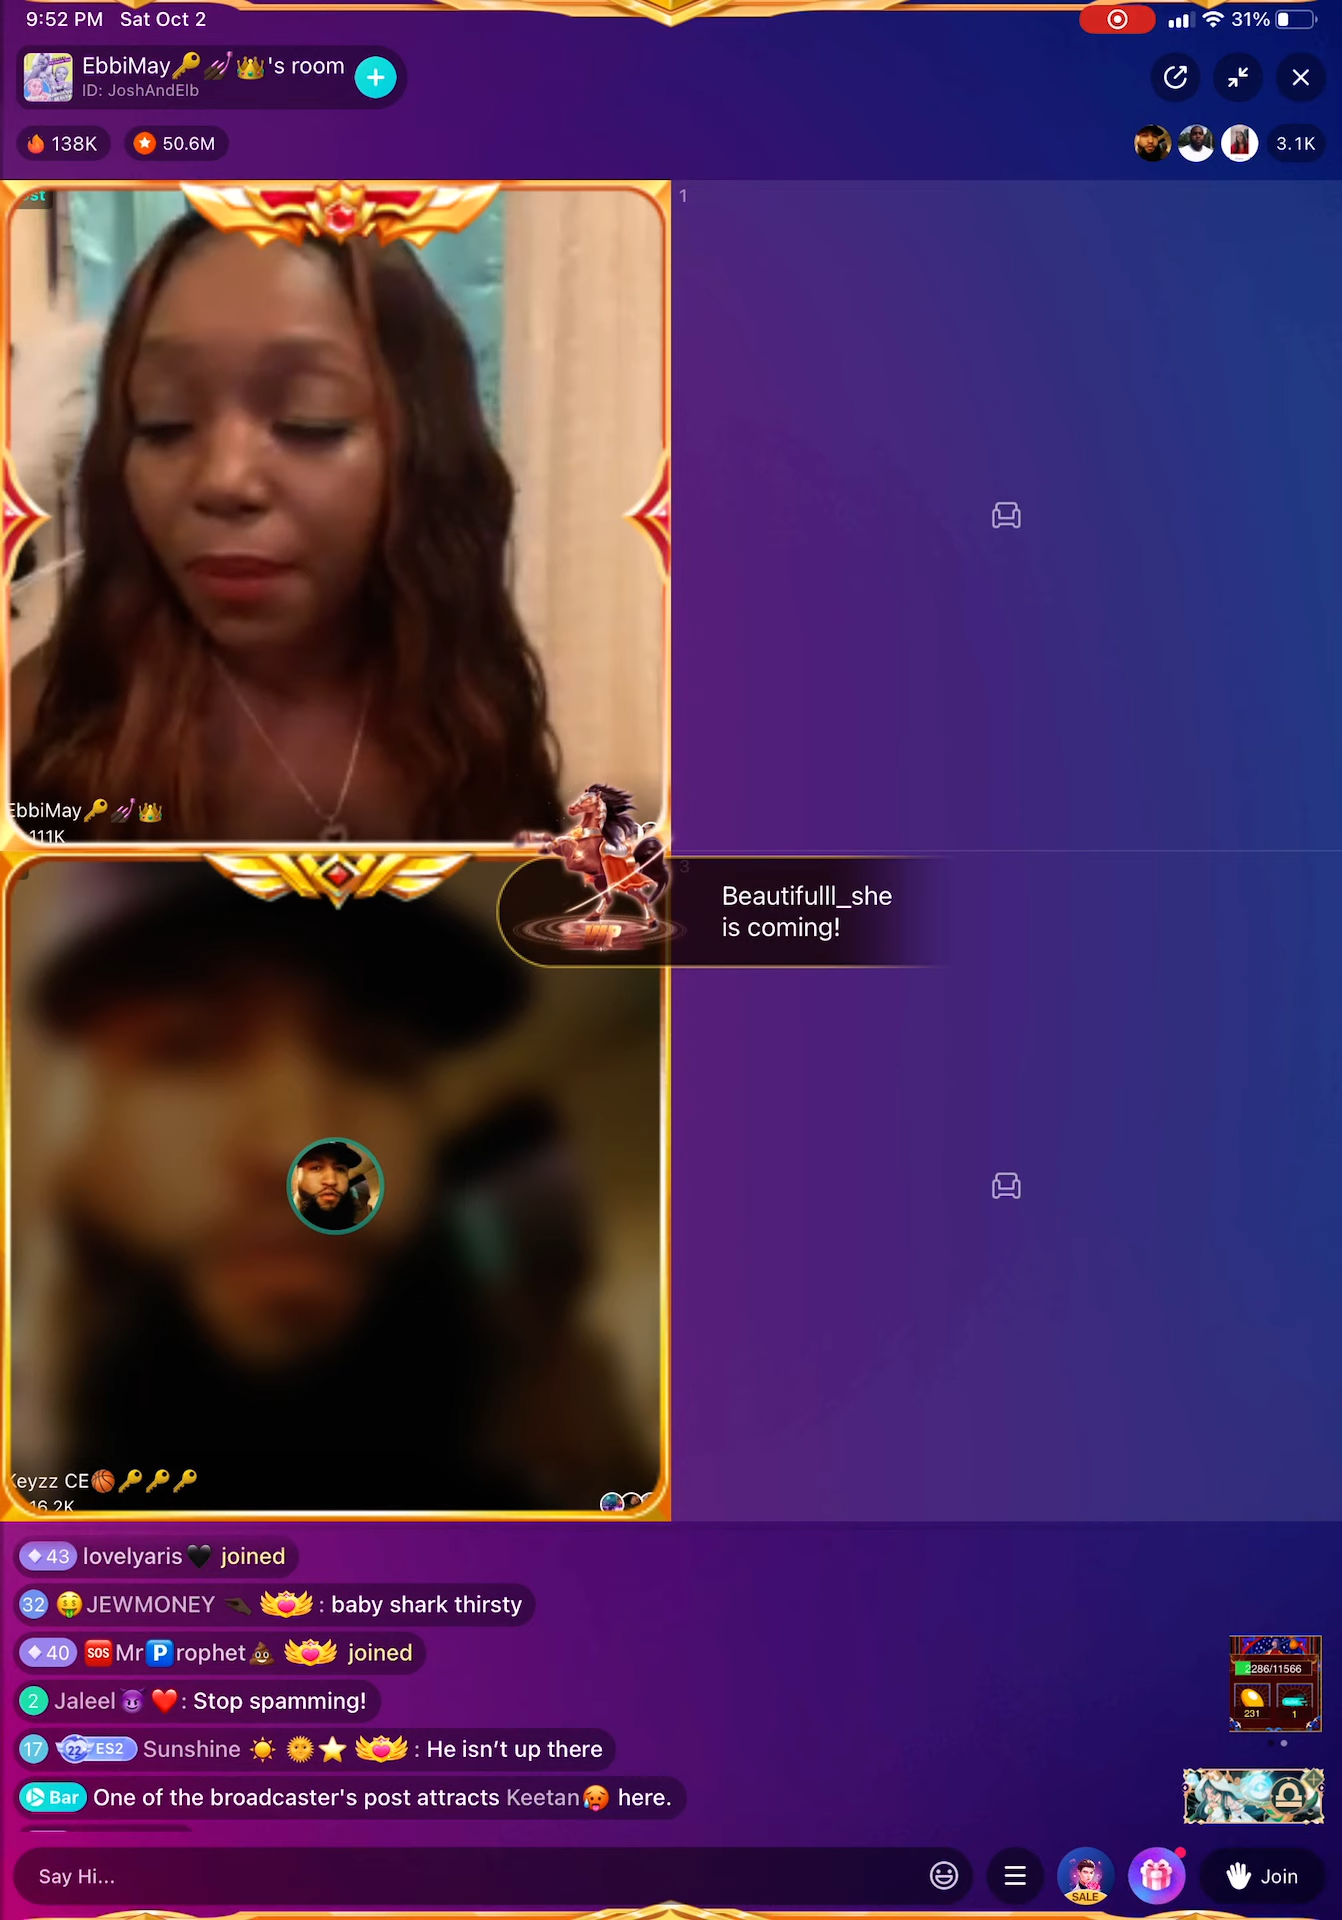 9:52 PM Sat Oct 2
31%
EbbiMay🔑💅👑's room
ID: JoshAndElb
138K
50.6M
3.1K
1
EbbiMay🔑💅👑
111K
3
Beautifulll_she
is coming!
Keyzz CE🏀🔑🔑🔑
16.2K
43 lovelyaris🖤 joined
32 🤑JEWMONEY : baby shark thirsty
40 🆘Mr🅿️rophet💩 joined
2 Jaleel😈❤️: Stop spamming!
17 22 ES2 Sunshine ☀️ 🌞⭐ : He isn't up there
Bar One of the broadcaster's post attracts Keetan🥵 here.
2286/11566
231 1
Say Hi...
SALE
Join